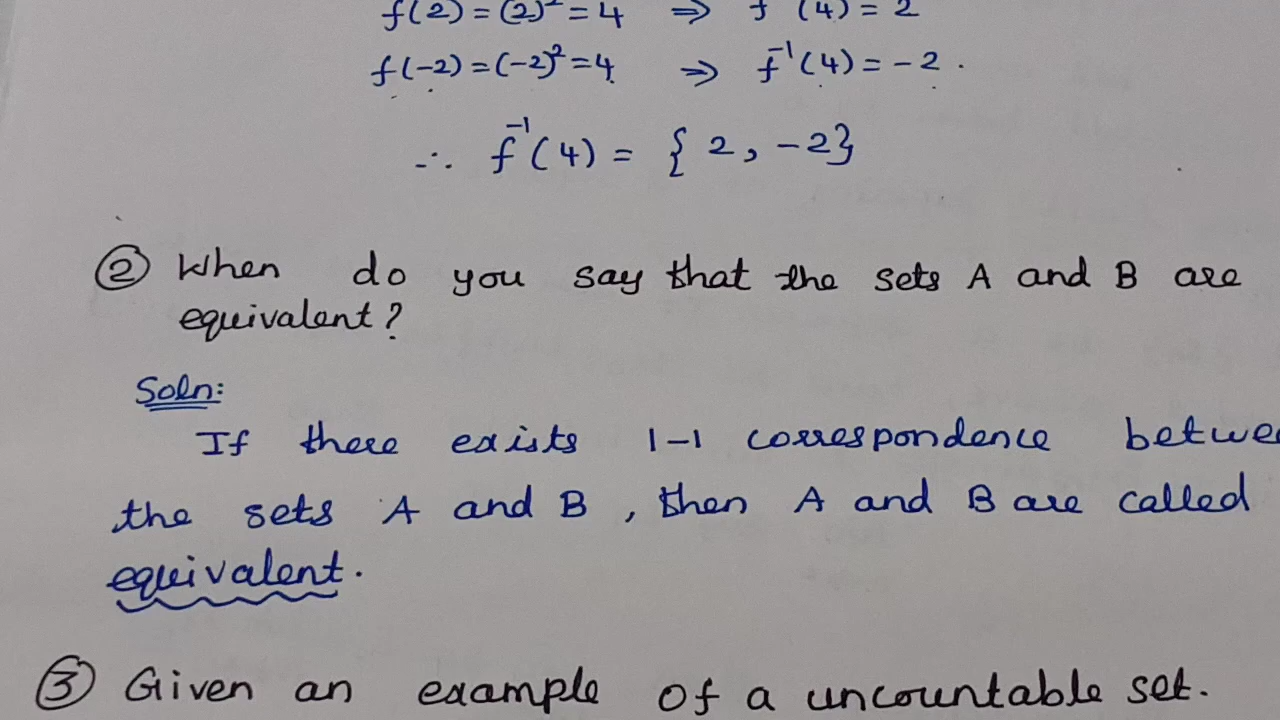 f(2) = (2)² = 4 ⇒ f (4) = 2
f(-2) = (-2)² = 4 ⇒ f⁻¹(4) = -2.
∴ f⁻¹(4) = {2, -2}
② When do you say that the sets A and B are
equivalent?
Soln:
If there exists 1-1 correspondence betwee
the sets A and B, then A and B are called
equivalent.
③ Given an example of a uncountable set.